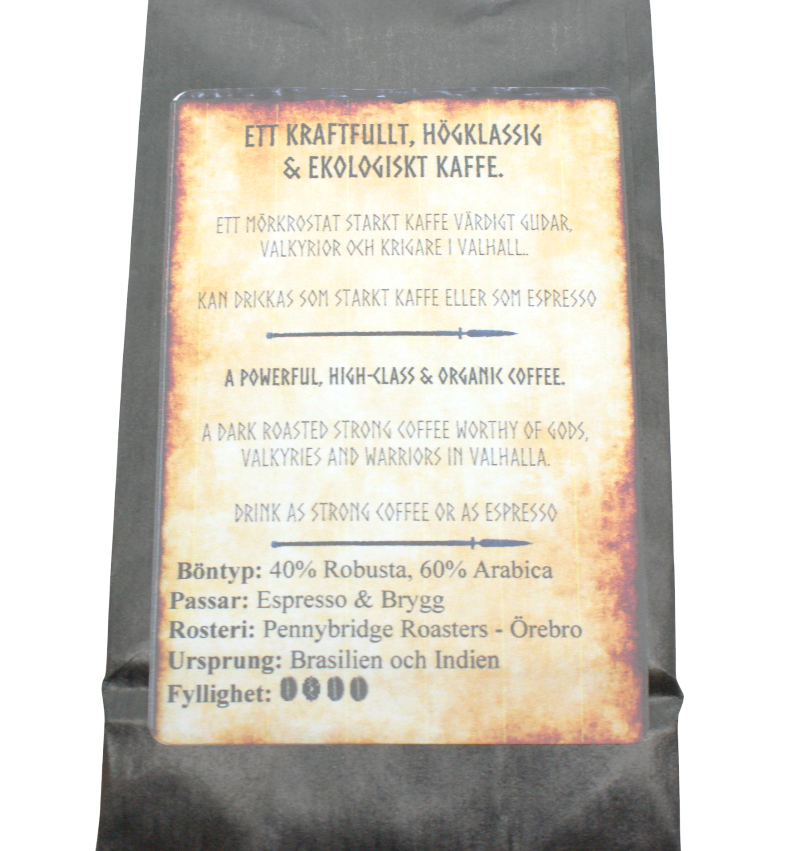 ETT KRAFTFULLT, HÖGKLASSIG
& EKOLOGISKT KAFFE.
ETT MÖRKROSTAT STARKT KAFFE VÄRDIGT GUDAR,
VALKYRIOR OCH KRIGARE I VALHALL..
KAN DRICKAS SOM STARKT KAFFE ELLER SOM ESPRESSO
A POWERFUL, HIGH-CLASS & ORGANIC COFFEE.
A DARK ROASTED STRONG COFFEE WORTHY OF GODS,
VALKYRIES AND WARRIORS IN VALHALLA.
DRINK AS STRONG COFFEE OR AS ESPRESSO
Böntyp: 40% Robusta, 60% Arabica
Passar: Espresso & Brygg
Rosteri: Pennybridge Roasters - Örebro
Ursprung: Brasilien och Indien
Fyllighet: